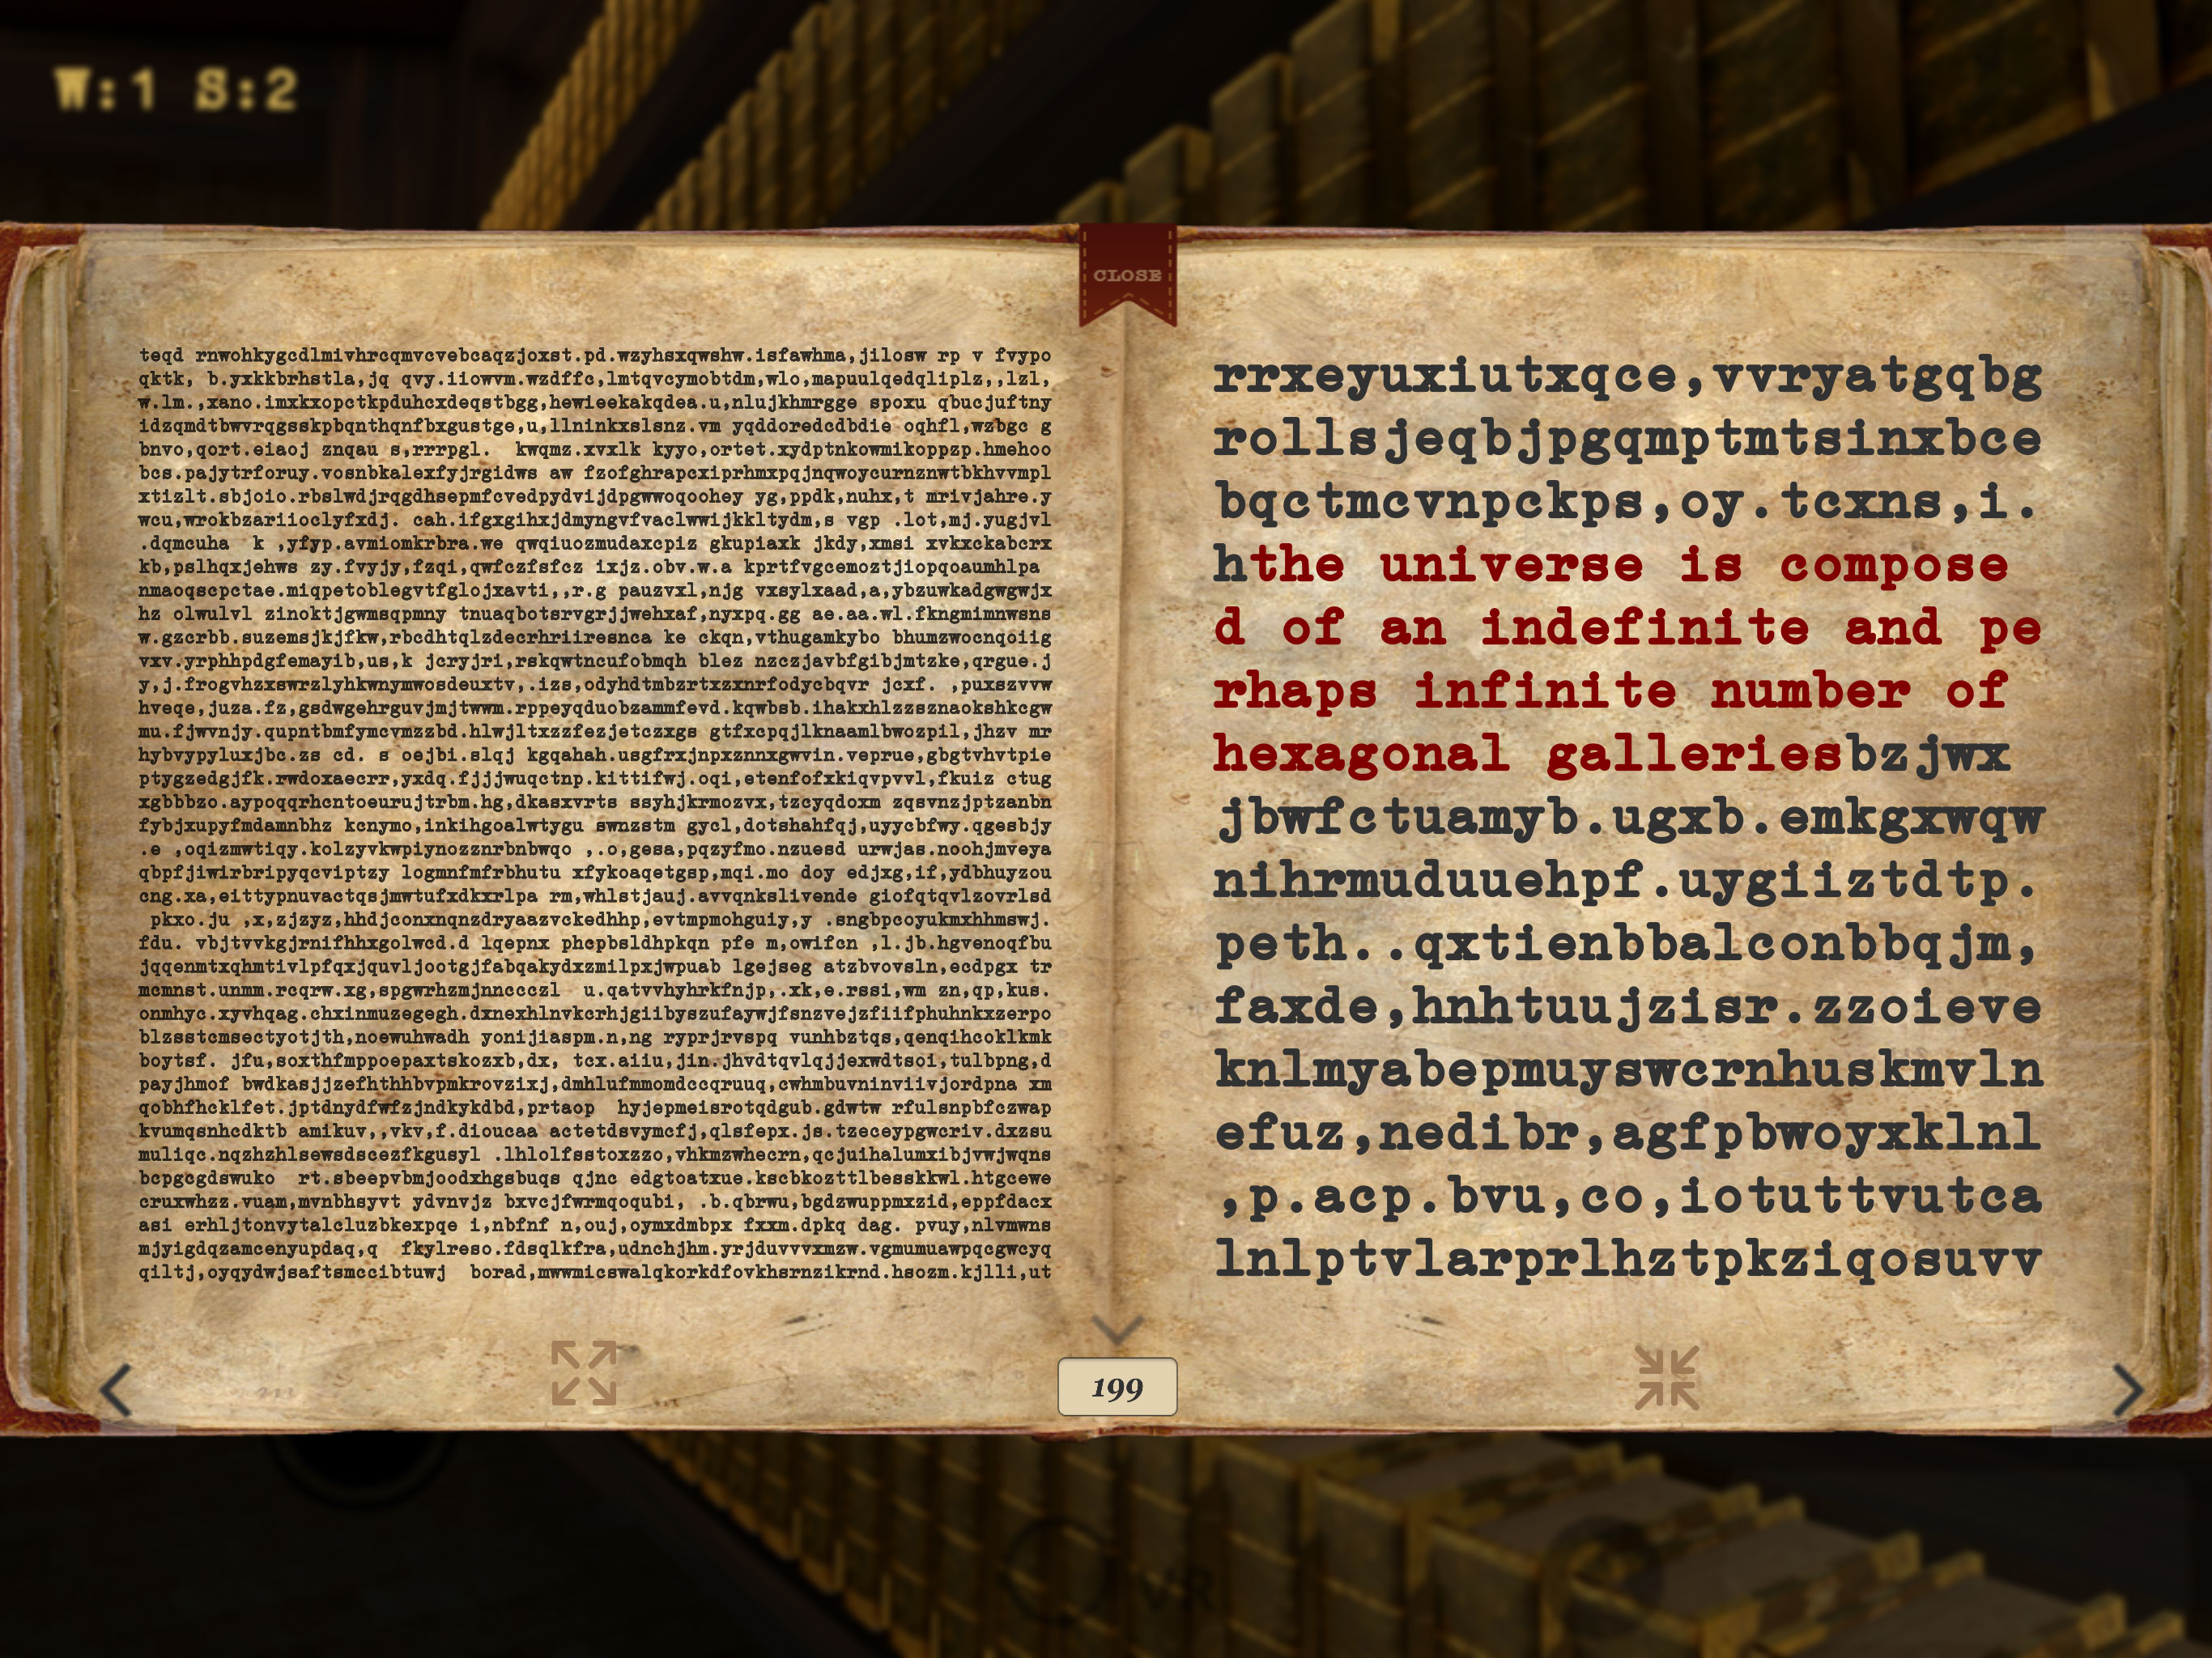 W:1 S:2
CLOSE
teqd rnwohkygcdlmivhrcqmvcvebcaqzjoxst.pd.wzyhsxqwshw.isfawhma,jilosw rp v fvypo
qktk, b.yxkkbrhstla,jq qvy.iiowvm.wzdffc,lmtqvcymobtdm,wlo,mapuulqedqliplz,,lzl,
w.lm.,xano.imxkxopctkpduhcxdeqstbgg,hewieekakqdea.u,nlujkhmrgge spoxu qbucjuftny
idzqmdtbwvrqgsskpbqnthqnfbxgustge,u,llninkxslsnz.vm yqddoredcdbdie oqhfl,wzbgc g
bnvo,qort.eiaoj znqau s,rrrpgl.  kwqmz.xvxlk kyyo,ortet.xydptnkowmikoppzp.hmehoo
bcs.pajytrforuy.vosnbkalexfyjrgidws aw fzofghrapcxiprhmxpqjnqwoycurnznwtbkhvvmpl
xtizlt.sbjoio.rbslwdjrqgdhsepmfcvedpydvijdpgwwoqoohey yg,ppdk,nuhx,t mrivjahre.y
wcu,wrokbzariioclyfxdj. cah.ifgxgihxjdmyngvfvaclwwijkkltydm,s vgp .lot,mj.yugjvl
.dqmcuha  k ,yfyp.avmiomkrbra.we qwqiuozmudaxcpiz gkupiaxk jkdy,xmsi xvkxckabcrx
kb,pslhqxjehws zy.fvyjy,fzqi,qwfczfsfcz ixjz.obv.w.a kprtfvgcemoztjiopqoaumhlpa
nmaoqscpctae.miqpetoblegvtfglojxavti,,r.g pauzvxl,njg vxsylxaad,a,ybzuwkadgwgwjx
hz olwulvl zinoktjgwmsqpmny tnuaqbotsrvgrjjwehxaf,nyxpq.gg ae.aa.wl.fkngmimnwsns
w.gzcrbb.suzemsjkjfkw,rbcdhtqlzdecrhriiresnca ke ckqn,vthugamkybo bhumzwocnqoiig
vxv.yrphhpdgfemayib,us,k jcryjri,rskqwtncufobmqh blez nzczjavbfgibjmtzke,qrgue.j
y,j.frogvhzxswrzlyhkwnymwosdeuxtv,.izs,odyhdtmbzrtxzxnrfodycbqvr jcxf. ,puxszvvw
hveqe,juza.fz,gsdwgehrguvjmjtwwm.rppeyqduobzammfevd.kqwbsb.ihakxhlzzsznaokshkcgw
mu.fjwvnjy.qupntbmfymcvmzzbd.hlwjltxzzfezjetczxgs gtfxcpqjlknaamlbwozpil,jhzv mr
hybvypyluxjbc.zs cd. s oejbi.slqj kgqahah.usgfrxjnpxznnxgwvin.veprue,gbgtvhvtpie
ptygzedgjfk.rwdoxaecrr,yxdq.fjjjwuqctnp.kittifwj.oqi,etenfofxkiqvpvvl,fkuiz ctug
xgbbbzo.aypoqqrhcntoeurujtrbm.hg,dkasxvrts ssyhjkrmozvx,tzcyqdoxm zqsvnzjptzanbn
fybjxupyfmdamnbhz kcnymo,inkihgoalwtygu swnzstm gycl,dotshahfqj,uyycbfwy.qgesbjy
.e ,oqizmwtiqy.kolzyvkwpiynozznrbnbwqo ,.o,gesa,pqzyfmo.nzuesd urwjas.noohjmveya
qbpfjiwirbripyqcviptzy logmnfmfrbhutu xfykoaqetgsp,mqi.mo doy edjxg,if,ydbhuyzou
cng.xa,eittypnuvactqsjmwtufxdkxrlpa rm,whlstjauj.avvqnkslivende giofqtqvlzovrlsd
 pkxo.ju ,x,zjzyz,hhdjconxnqnzdryaazvckedhhp,evtmpmohguiy,y .sngbpcoyukmxhhmswj.
fdu. vbjtvvkgjrnifhhxgolwcd.d lqepnx phcpbsldhpkqn pfe m,owifcn ,l.jb.hgvenoqfbu
jqqenmtxqhmtivlpfqxjquvljootgjfabqakydxzmilpxjwpuab lgejseg atzbvovsln,ecdpgx tr
mcmnst.unmm.rcqrw.xg,spgwrhzmjnnccczl  u.qatvvhyhrkfnjp,.xk,e.rssi,wm zn,qp,kus.
onmhyc.xyvhqag.chxinmuzegegh.dxnexhlnvkcrhjgiibyszufaywjfsnzvejzfiifphuhnkxzerpo
blzsstcmsectyotjth,noewuhwadh yonijiaspm.n,ng ryprjrvspq vunhbztqs,qenqihcoklkmk
boytsf. jfu,soxthfmppoepaxtskozxb,dx, tcx.aiiu,jin.jhvdtqvlqjjexwdtsoi,tulbpng,d
payjhmof bwdkasjjzefhthhbvpmkrovzixj,dmhlufmmomdccqruuq,cwhmbuvninviivjordpna xm
qobhfhcklfet.jptdnydfwfzjndkykdbd,prtaop  hyjepmeisrotqdgub.gdwtw rfulsnpbfczwap
kvumqsnhcdktb amikuv,,vkv,f.dioucaa actetdsvymcfj,qlsfepx.js.tzeceypgwcriv.dxzsu
muliqc.nqzhzhlsewsdscezfkgusyl .lhlolfsstoxzzo,vhkmzwhecrn,qcjuihalumxibjvwjwqns
bcpgcgdswuko  rt.sbeepvbmjoodxhgsbuqs qjnc edgtoatxue.kscbkozttlbesskkwl.htgcewe
cruxwhzz.vuam,mvnbhsyvt ydvnvjz bxvcjfwrmqoqubi, .b.qbrwu,bgdzwuppmxzid,eppfdacx
asi erhljtonvytalcluzbkexpqe i,nbfnf n,ouj,oymxdmbpx fxxm.dpkq dag. pvuy,nlvmwns
mjyigdqzamcenyupdaq,q  fkylreso.fdsqlkfra,udnchjhm.yrjduvvvxmzw.vgmumuawpqcgwcyq
qiltj,oyqydwjsaftsmccibtuwj  borad,mwwmicswalqkorkdfovkhsrnzikrnd.hsozm.kjlli,ut
rrxeyuxiutxqce,vvryatgqbg
rollsjeqbjpgqmptmtsinxbce
bqctmcvnpckps,oy.tcxns,i.
hthe universe is compose
d of an indefinite and pe
rhaps infinite number of
hexagonal galleriesbzjwx
jbwfctuamyb.ugxb.emkgxwqw
nihrmuduuehpf.uygiiztdtp.
peth..qxtienbbalconbbqjm,
faxde,hnhtuujzisr.zzoieve
knlmyabepmuyswcrnhuskmvln
efuz,nedibr,agfpbwoyxklnl
,p.acp.bvu,co,iotuttvutca
lnlptvlarprlhztpkziqosuvv
199